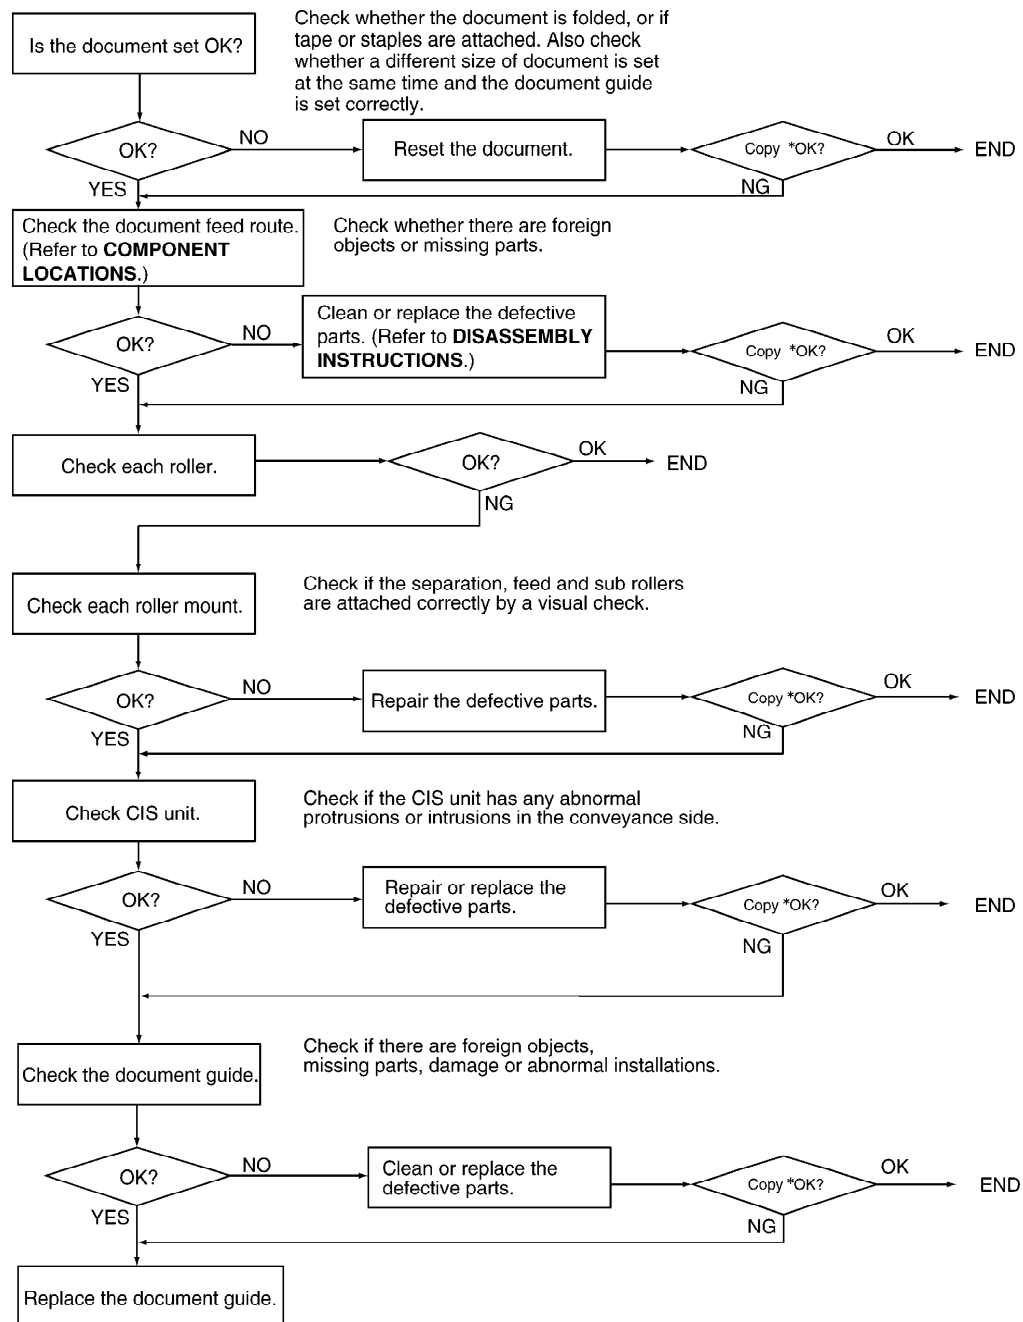 Check whether the document is folded, or if
tape or staples are attached. Also check
whether a different size of document is set
at the same time and the document guide
is set correctly.
Is the document set OK?
OK?
NO
Reset the document.
Copy *OK?
OK
END
YES
NG
Check the document feed route.
(Refer to COMPONENT
LOCATIONS.)
Check whether there are foreign
objects or missing parts.
OK?
NO
Clean or replace the defective
parts. (Refer to DISASSEMBLY
INSTRUCTIONS.)
Copy *OK?
OK
END
YES
NG
Check each roller.
OK?
OK
END
NG
Check each roller mount.
Check if the separation, feed and sub rollers
are attached correctly by a visual check.
OK?
NO
Repair the defective parts.
Copy *OK?
OK
END
YES
NG
Check CIS unit.
Check if the CIS unit has any abnormal
protrusions or intrusions in the conveyance side.
OK?
NO
Repair or replace the
defective parts.
Copy *OK?
OK
END
YES
NG
Check the document guide.
Check if there are foreign objects,
missing parts, damage or abnormal installations.
OK?
NO
Clean or replace the
defective parts.
Copy *OK?
OK
END
YES
NG
Replace the document guide.